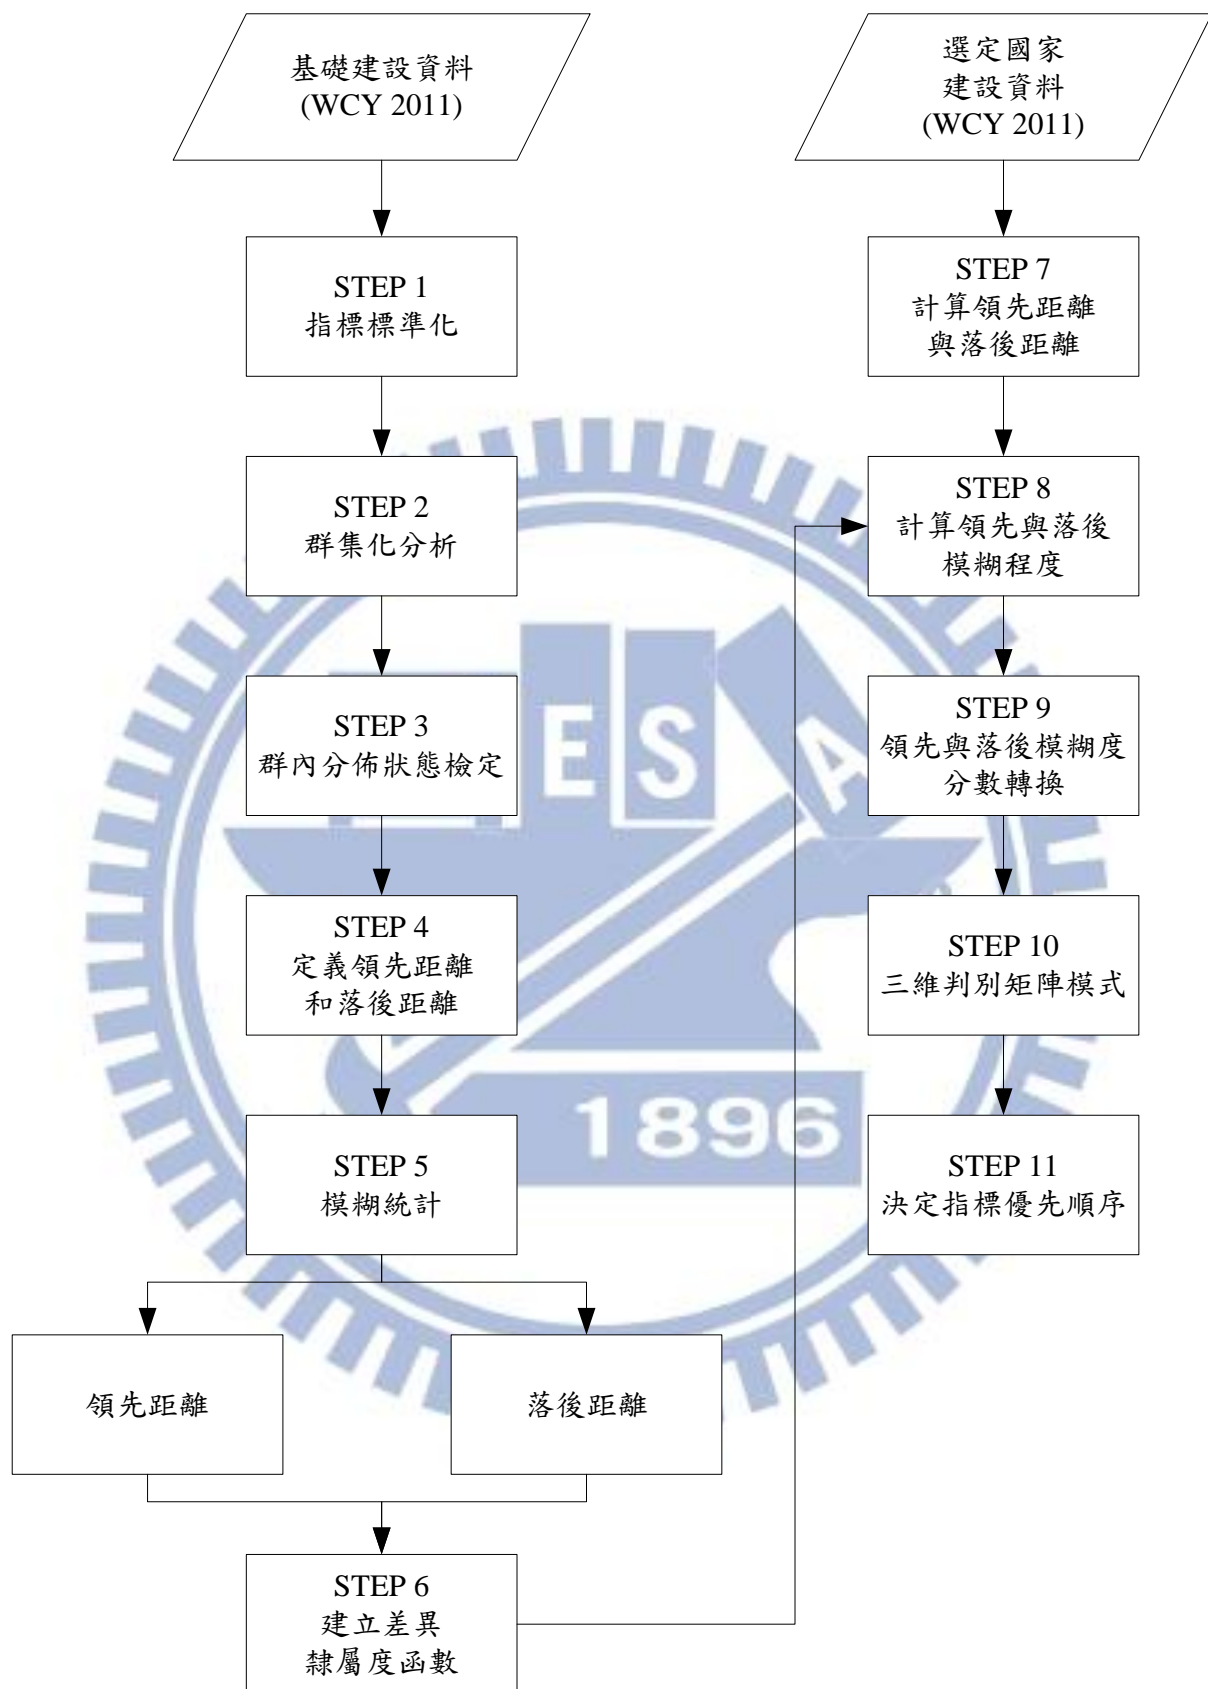 基礎建設資料
(WCY 2011)
STEP 1
指標標準化
STEP 2
群集化分析
STEP 3
群內分佈狀態檢定
STEP 4
定義領先距離
和落後距離
STEP 5
模糊統計
領先距離
落後距離
STEP 6
建立差異
隸屬度函數
選定國家
建設資料
(WCY 2011)
STEP 7
計算領先距離
與落後距離
STEP 8
計算領先與落後
模糊程度
STEP 9
領先與落後模糊度
分數轉換
STEP 10
三維判別矩陣模式
STEP 11
決定指標優先順序
E S A
1896